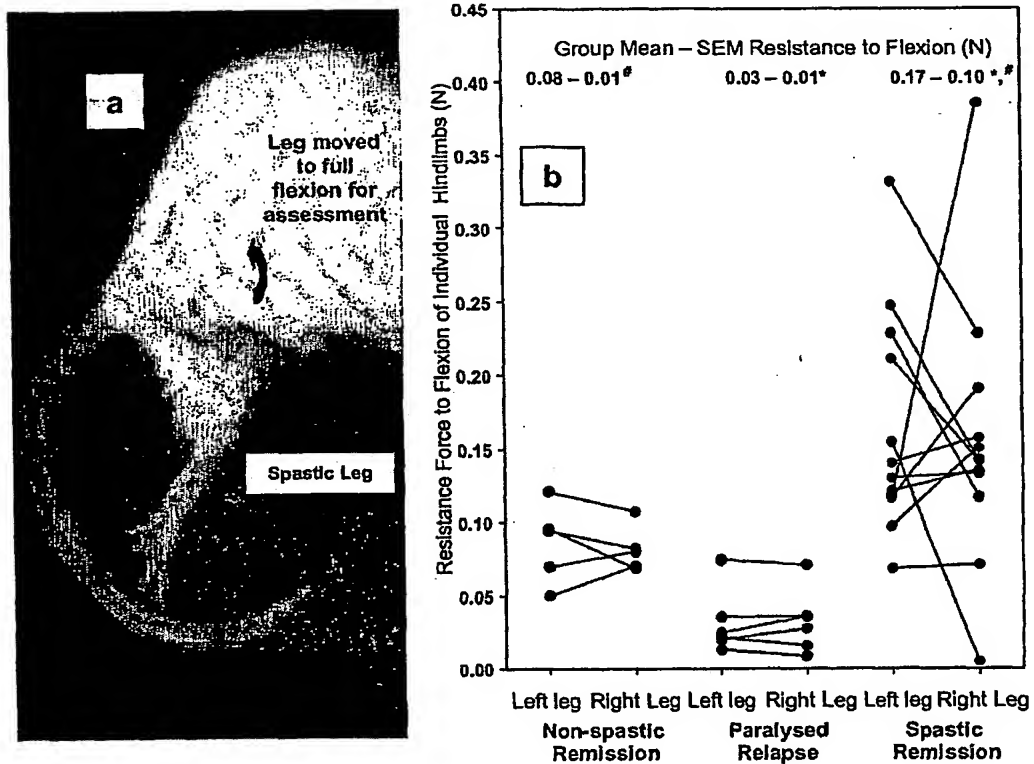 a
Leg moved
to full
flexion for
assessment
Spastic Leg
b
Resistance Force to Flexion of Individual Hindlimbs (N)
0.45
0.40
0.35
0.30
0.25
0.20
0.15
0.10
0.05
0.00
Group Mean – SEM Resistance to Flexion (N)
0.08 – 0.01#
0.03 – 0.01*
0.17 – 0.10 *,#
Left leg Right Leg Left leg Right Leg Left leg Right Leg
Non-spastic
Remission
Paralysed
Relapse
Spastic
Remission